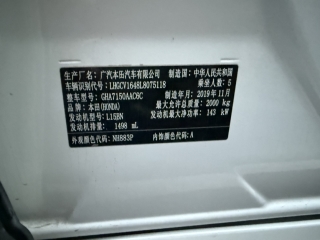 生产厂名: 广汽本田汽车有限公司 制造国: 中华人民共和国
车辆识别代号: LHGCV1648L8075118 乘坐人数: 5
整车型号: GHA7150AAC6C 制造年月: 2019年11月
品牌: 本田(HONDA) 最大允许总质量: 2000 kg
发动机型号: L15BN 发动机最大净功率: 143 kW
发动机排量: 1498 mL
外观颜色代码: NH883P 内饰颜色代码: A